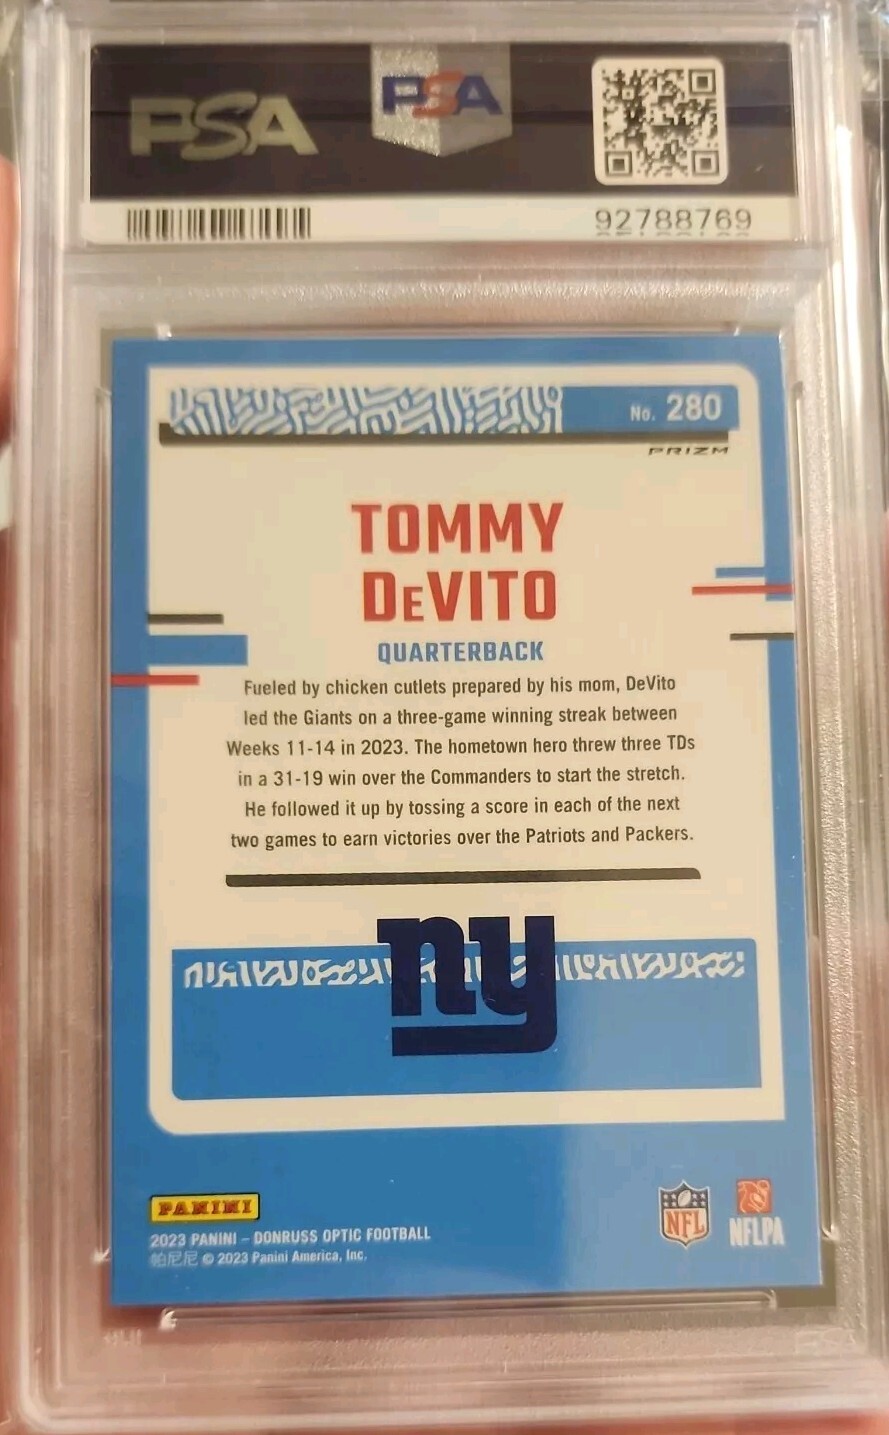 PSA PSA
92788769
No. 280
PRIZM
TOMMY
DeVITO
QUARTERBACK
Fueled by chicken cutlets prepared by his mom, DeVito
led the Giants on a three-game winning streak between
Weeks 11-14 in 2023. The hometown hero threw three TDs
in a 31-19 win over the Commanders to start the stretch.
He followed it up by tossing a score in each of the next
two games to earn victories over the Patriots and Packers.
ny
PANINI
2023 PANINI – DONRUSS OPTIC FOOTBALL
帕尼尼 © 2023 Panini America, Inc.
NFL
NFLPA